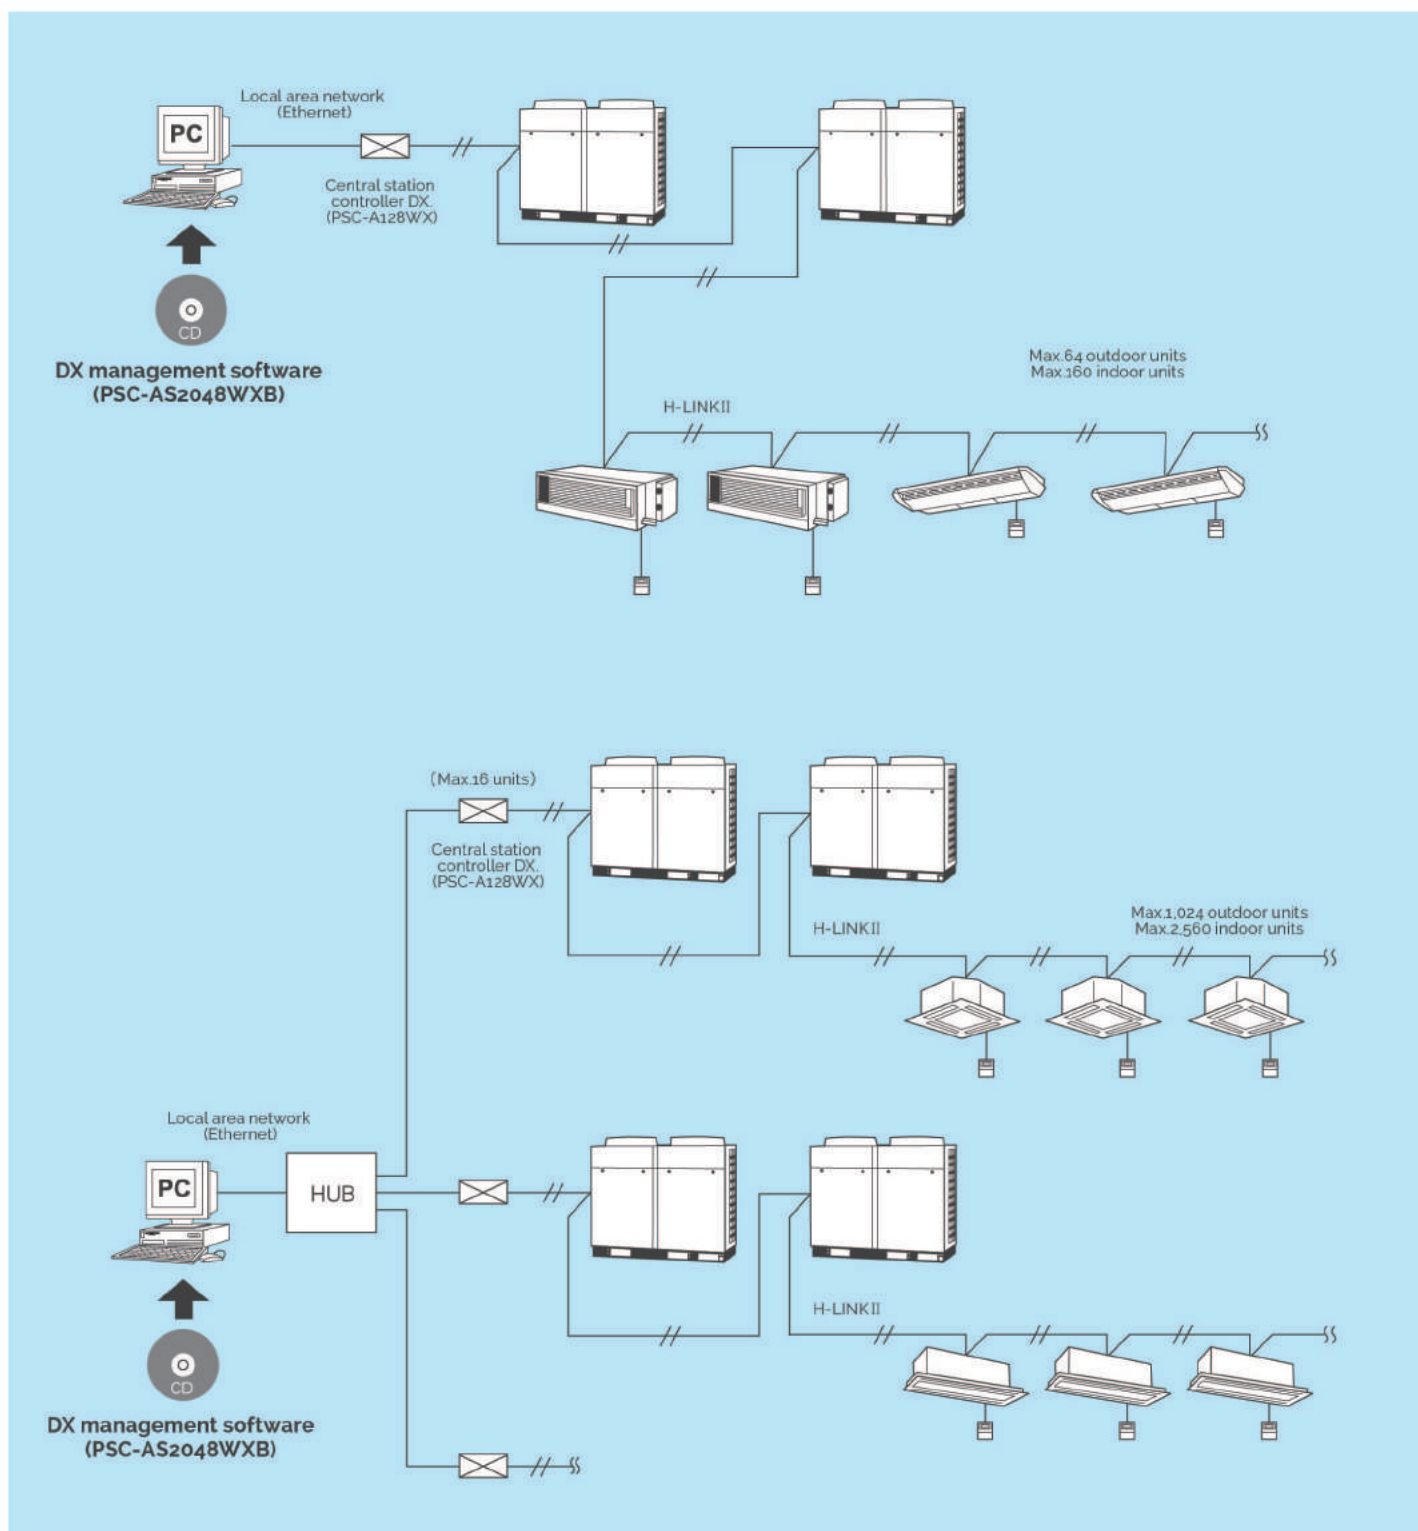 Local area network
(Ethernet)
PC
Central station
controller DX.
(PSC-A128WX)
CD
DX management software
(PSC-AS2048WXB)
Max.64 outdoor units
Max.160 indoor units
H-LINKII
(Max.16 units)
Central station
controller DX.
(PSC-A128WX)
Max.1,024 outdoor units
Max.2,560 indoor units
H-LINKII
Local area network
(Ethernet)
PC
HUB
H-LINKII
CD
DX management software
(PSC-AS2048WXB)